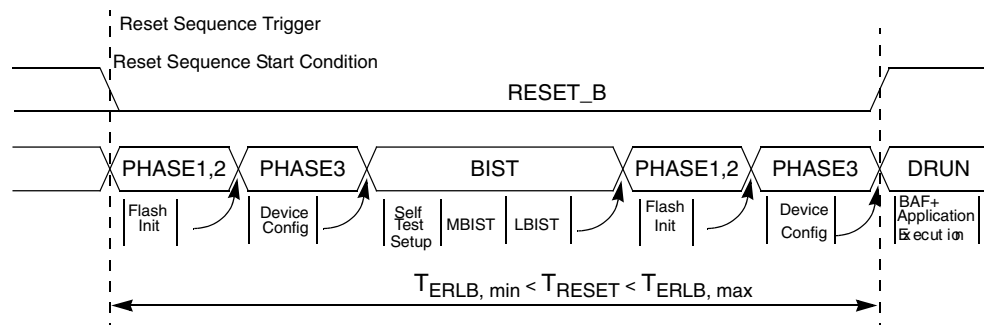 Reset Sequence Trigger
Reset Sequence Start Condition
RESET_B
PHASE1,2 PHASE3 BIST PHASE1,2 PHASE3 DRUN
Flash Init
Device Config
Self Test Setup
MBIST
LBIST
Flash Init
Device Config
BAF+ Application Execution
TERLB, min < TRESET < TERLB, max